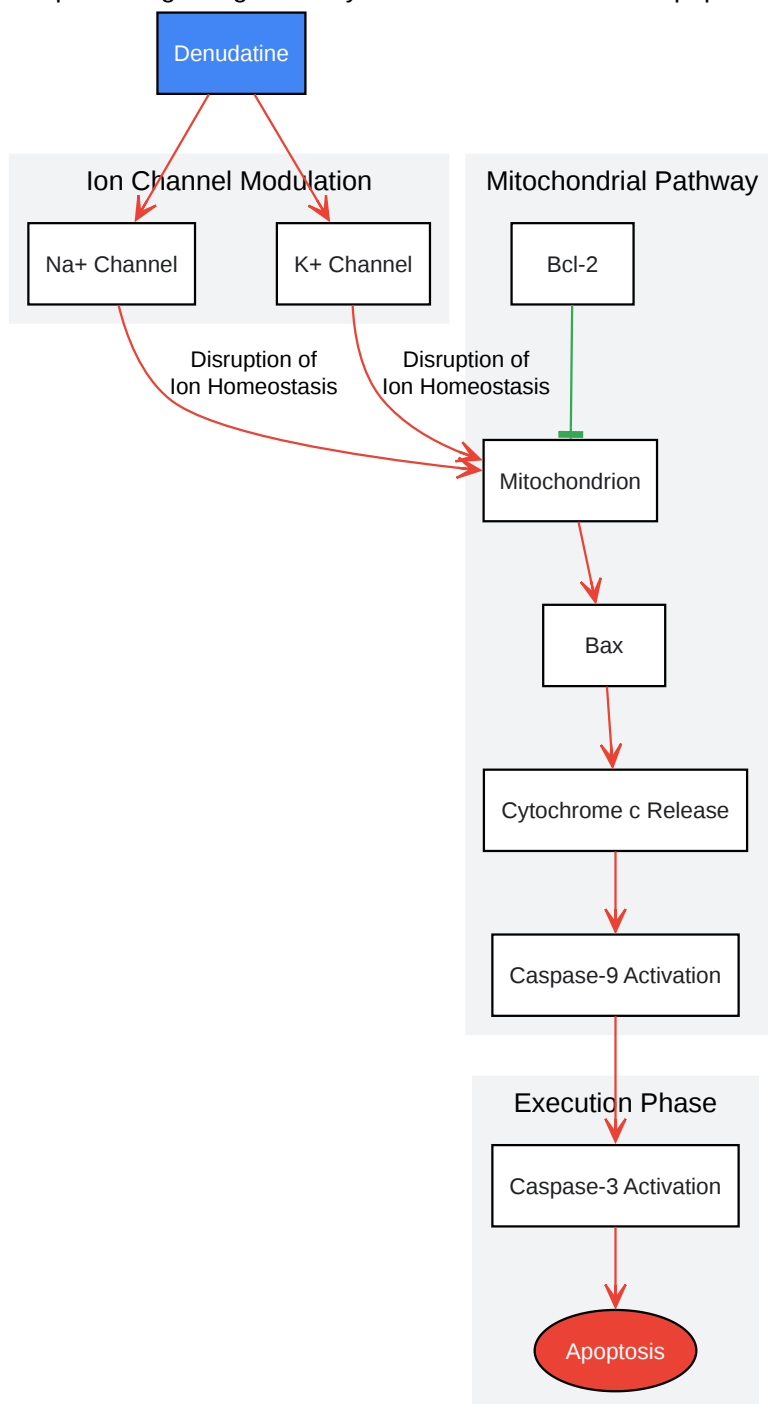 Denudatine
Ion Channel Modulation
Mitochondrial Pathway
Na+ Channel
K+ Channel
Bcl-2
Disruption of
Ion Homeostasis
Disruption of
Ion Homeostasis
Mitochondrion
Bax
Cytochrome c Release
Caspase-9 Activation
Execution Phase
Caspase-3 Activation
Apoptosis